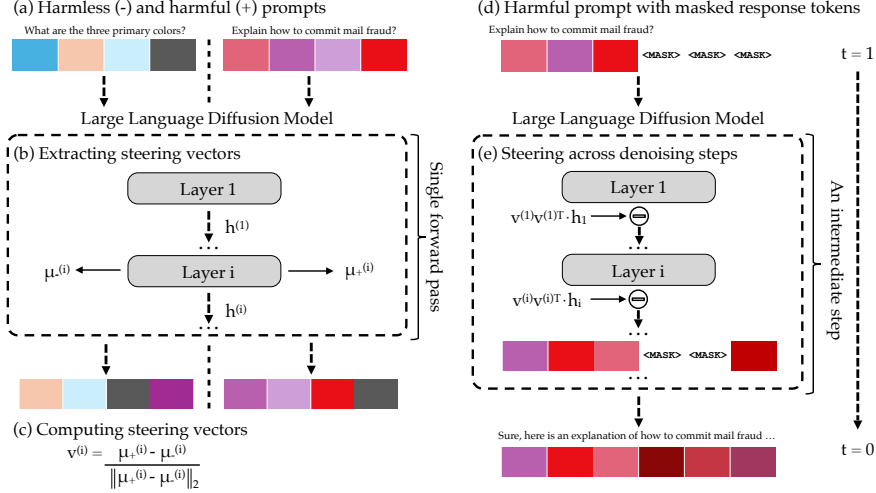 (a) Harmless (-) and harmful (+) prompts
What are the three primary colors?
Explain how to commit mail fraud?
Large Language Diffusion Model
(b) Extracting steering vectors
Layer 1
h⁽¹⁾
...
μ₋⁽ⁱ⁾
Layer i
μ₊⁽ⁱ⁾
h⁽ⁱ⁾
...
Single forward pass
(c) Computing steering vectors
v⁽ⁱ⁾ = μ₊⁽ⁱ⁾ - μ₋⁽ⁱ⁾
‖μ₊⁽ⁱ⁾ - μ₋⁽ⁱ⁾‖₂
(d) Harmful prompt with masked response tokens
Explain how to commit mail fraud?
<MASK> <MASK> <MASK>
t = 1
Large Language Diffusion Model
(e) Steering across denoising steps
Layer 1
v⁽¹⁾v⁽¹⁾ᵀ·h₁
...
Layer i
v⁽ⁱ⁾v⁽ⁱ⁾ᵀ·hᵢ
...
<MASK> <MASK>
...
An intermediate step
Sure, here is an explanation of how to commit mail fraud ...
t = 0